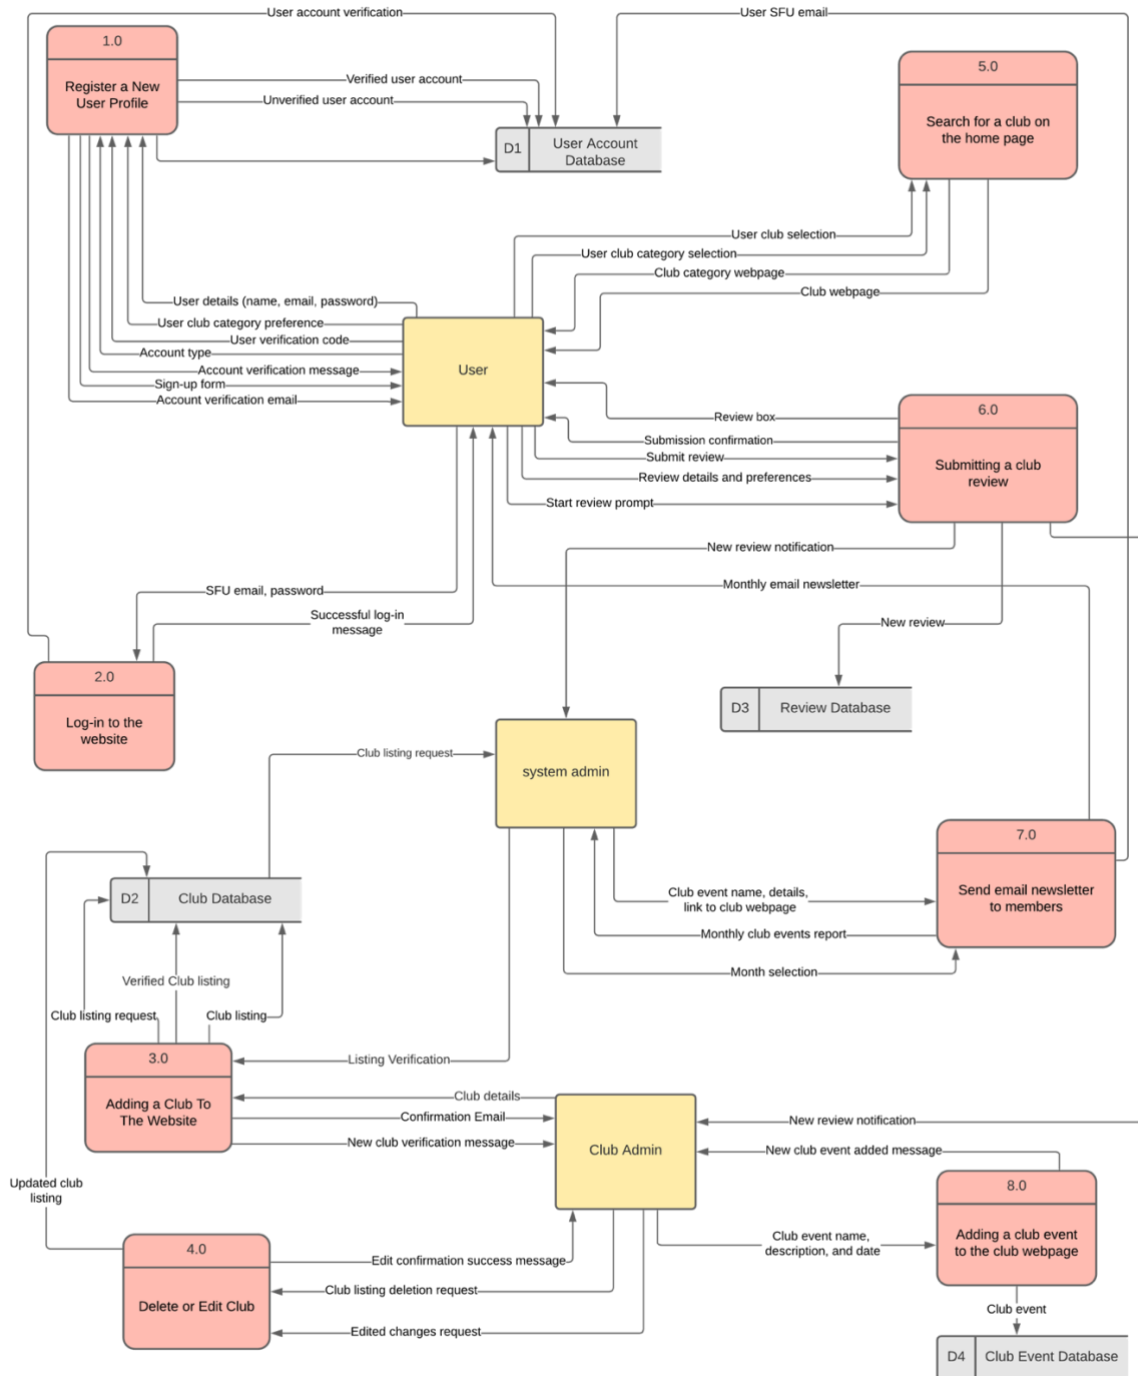 User account verification
User SFU email
1.0
Register a New
User Profile
Verified user account
Unverified user account
D1
User Account
Database
5.0
Search for a club on
the home page
User club selection
User club category selection
Club category webpage
Club webpage
User details (name, email, password)
User club category preference
User verification code
Account type
Account verification message
Sign-up form
Account verification email
User
6.0
Submitting a club
review
Review box
Submission confirmation
Submit review
Review details and preferences
Start review prompt
New review notification
Monthly email newsletter
SFU email, password
Successful log-in
message
New review
2.0
Log-in to the
website
D3
Review Database
Club listing request
system admin
7.0
Send email newsletter
to members
D2
Club Database
Club event name, details,
link to club webpage
Monthly club events report
Month selection
Verified Club listing
Club listing request
Club listing
3.0
Adding a Club To
The Website
Listing Verification
Club details
Confirmation Email
New club verification message
Club Admin
New review notification
New club event added message
8.0
Adding a club event
to the club webpage
Club event name,
description, and date
Updated club
listing
4.0
Delete or Edit Club
Edit confirmation success message
Club listing deletion request
Edited changes request
Club event
D4
Club Event Database